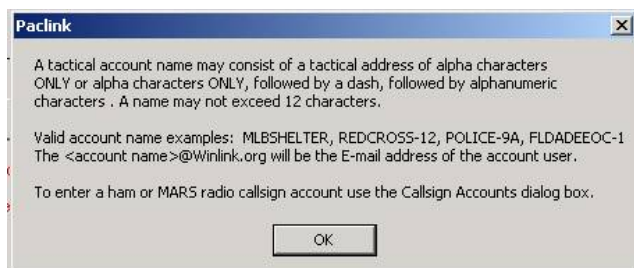 Paclink
A tactical account name may consist of a tactical address of alpha characters
ONLY or alpha characters ONLY, followed by a dash, followed by alphanumeric
characters . A name may not exceed 12 characters.
Valid account name examples: MLBSHELTER, REDCROSS-12, POLICE-9A, FLDADEEOC-1
The <account name>@Winlink.org will be the E-mail address of the account user.
To enter a ham or MARS radio callsign account use the Callsign Accounts dialog box.
OK